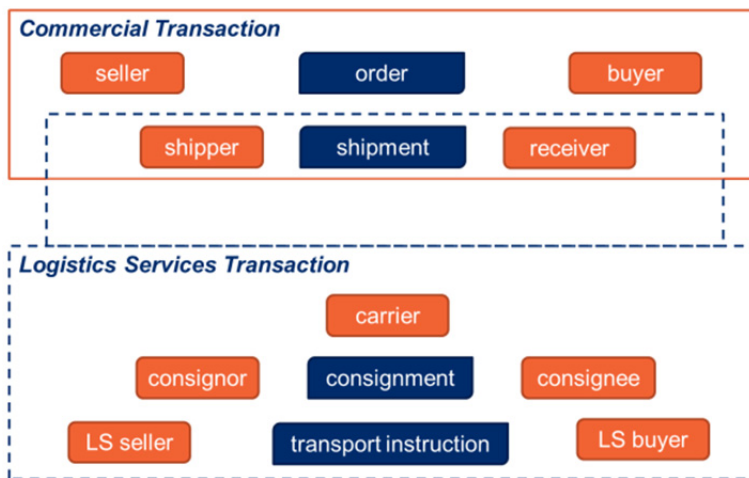 Commercial Transaction
seller order buyer
shipper shipment receiver
Logistics Services Transaction
carrier
consignor consignment consignee
LS seller transport instruction LS buyer